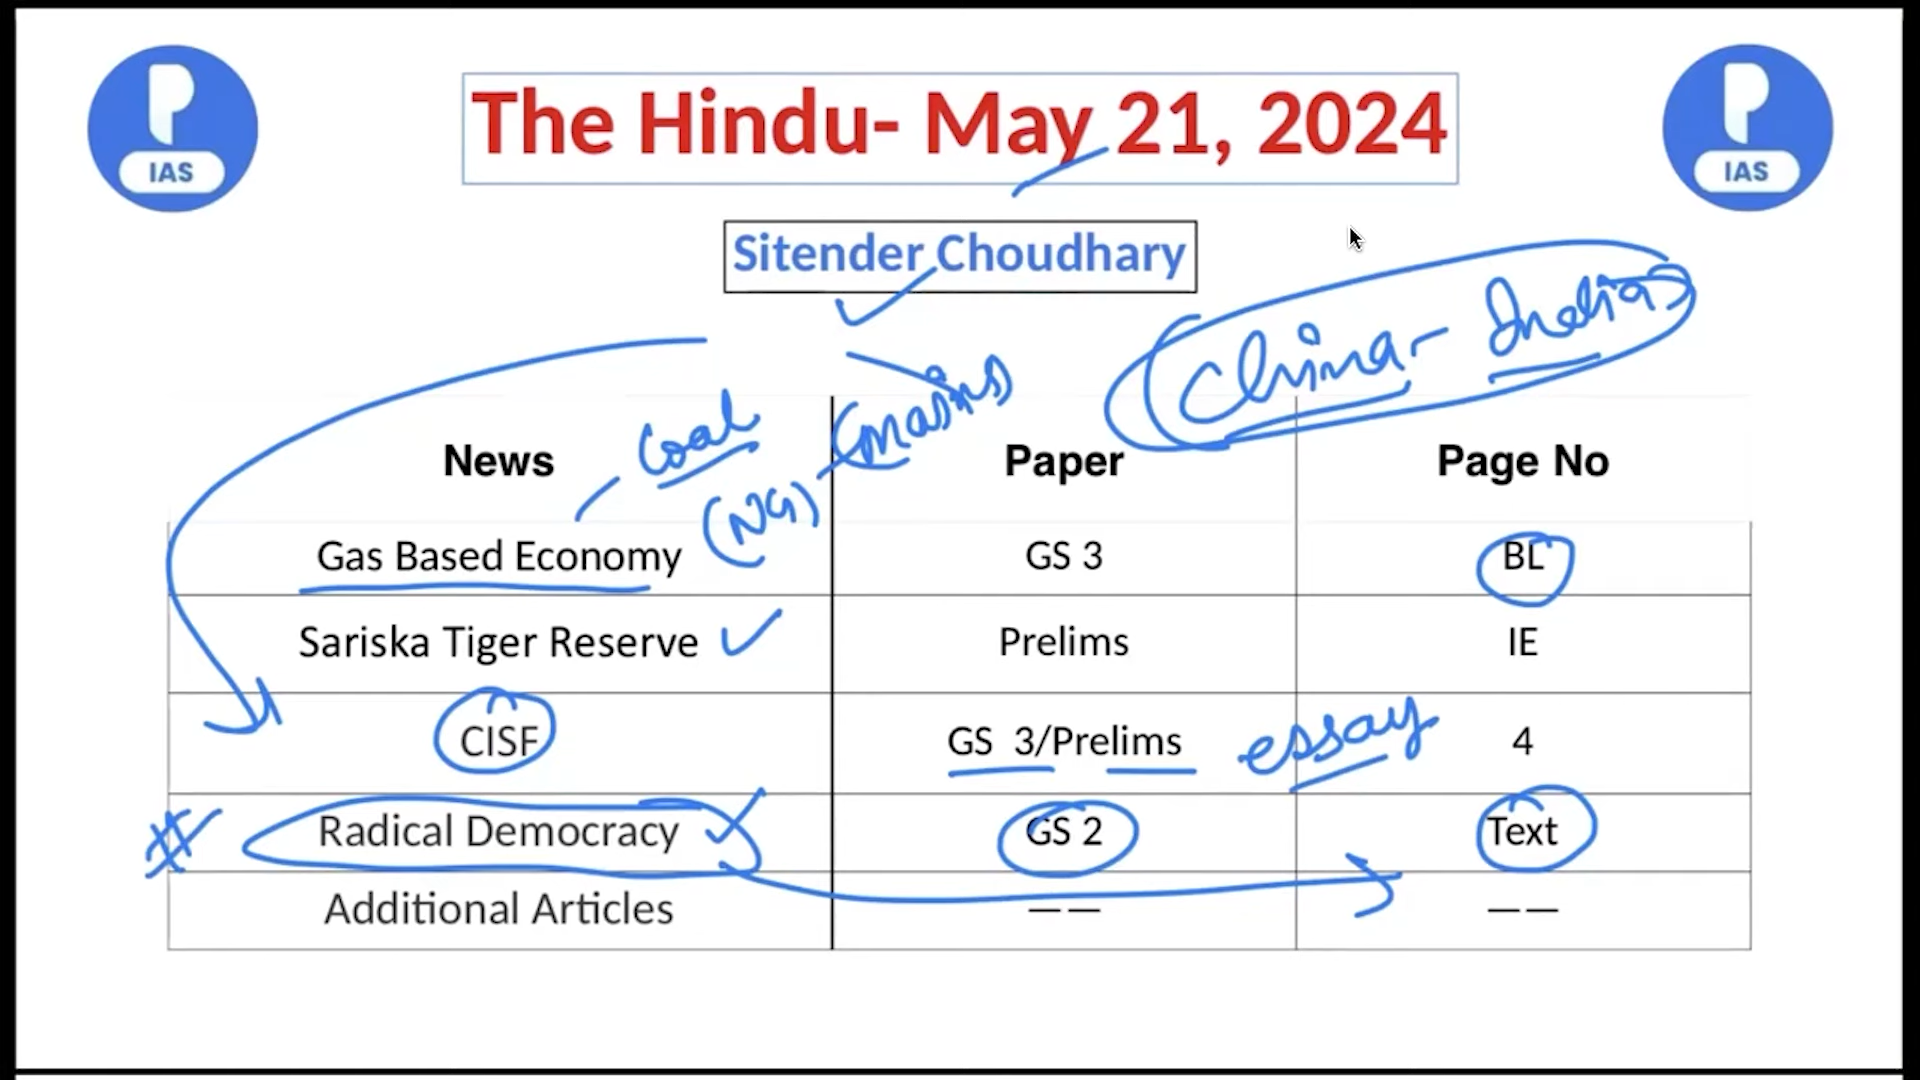 IAS
The Hindu- May 21, 2024
IAS
Sitender Choudhary
China - India
Coal
(NG)
News Paper Page No
Gas Based Economy GS 3 BL
Sariska Tiger Reserve Prelims IE
CISF GS 3/Prelims essay 4
# Radical Democracy GS 2 Text
Additional Articles —— ——